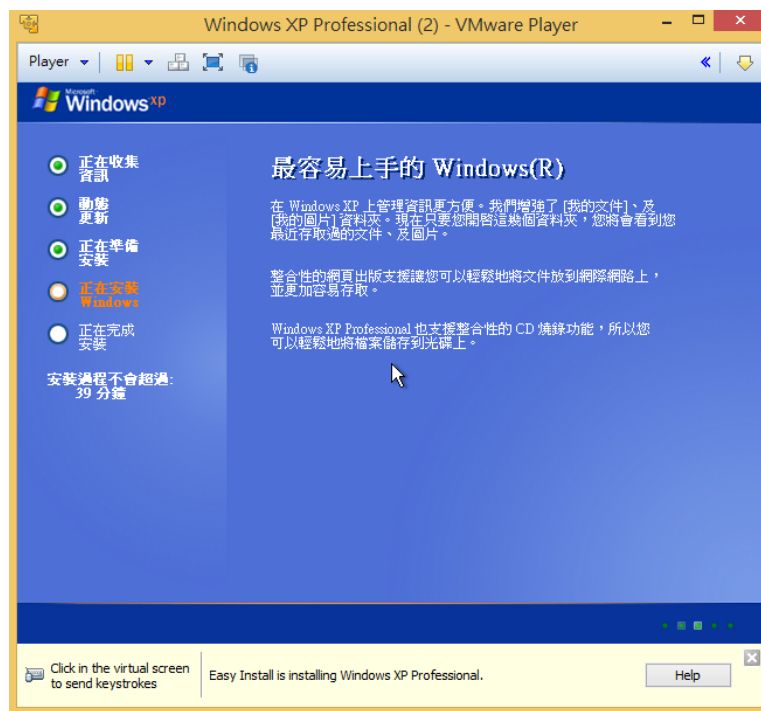 Windows XP Professional (2) - VMware Player
Player
Microsoft
Windows xp
正在收集
資訊
動態
更新
正在準備
安裝
正在安裝
Windows
正在完成
安裝
安裝過程不會超過:
39 分鐘
最容易上手的 Windows(R)
在 Windows XP 上管理資訊更方便。我們增強了 [我的文件]、及
[我的圖片] 資料夾。現在只要您開啓這幾個資料夾，您將會看到您
最近存取過的文件、及圖片。
整合性的網頁出版支援讓您可以輕鬆地將文件放到網際網路上，
並更加容易存取。
Windows XP Professional 也支援整合性的 CD 燒錄功能，所以您
可以輕鬆地將檔案儲存到光碟上。
Click in the virtual screen
to send keystrokes
Easy Install is installing Windows XP Professional.
Help